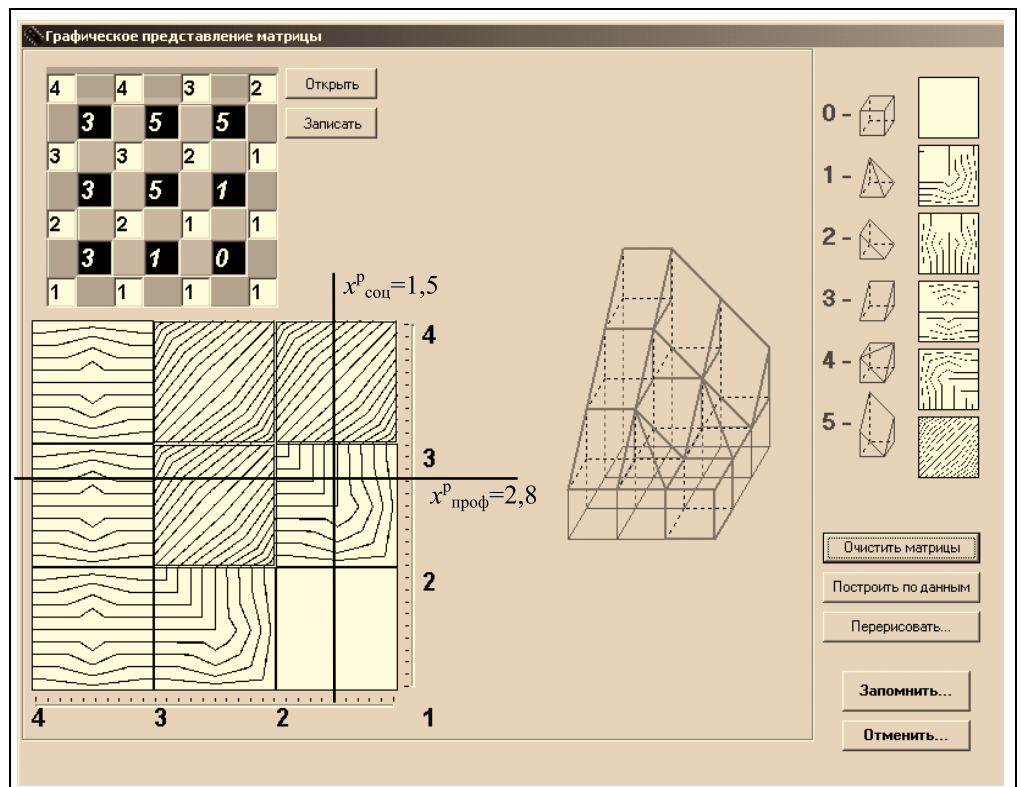 Графическое представление матрицы
4 4 3 2
3 5 5
3 3 2 1
3 5 1
2 2 1 1
3 1 0
1 1 1 1
Открыть
Записать
xᵖсоц=1,5
xᵖпроф=2,8
4
3
2
4 3 2 1
0 -
1 -
2 -
3 -
4 -
5 -
Очистить матрицы
Построить по данным
Перерисовать...
Запомнить...
Отменить...